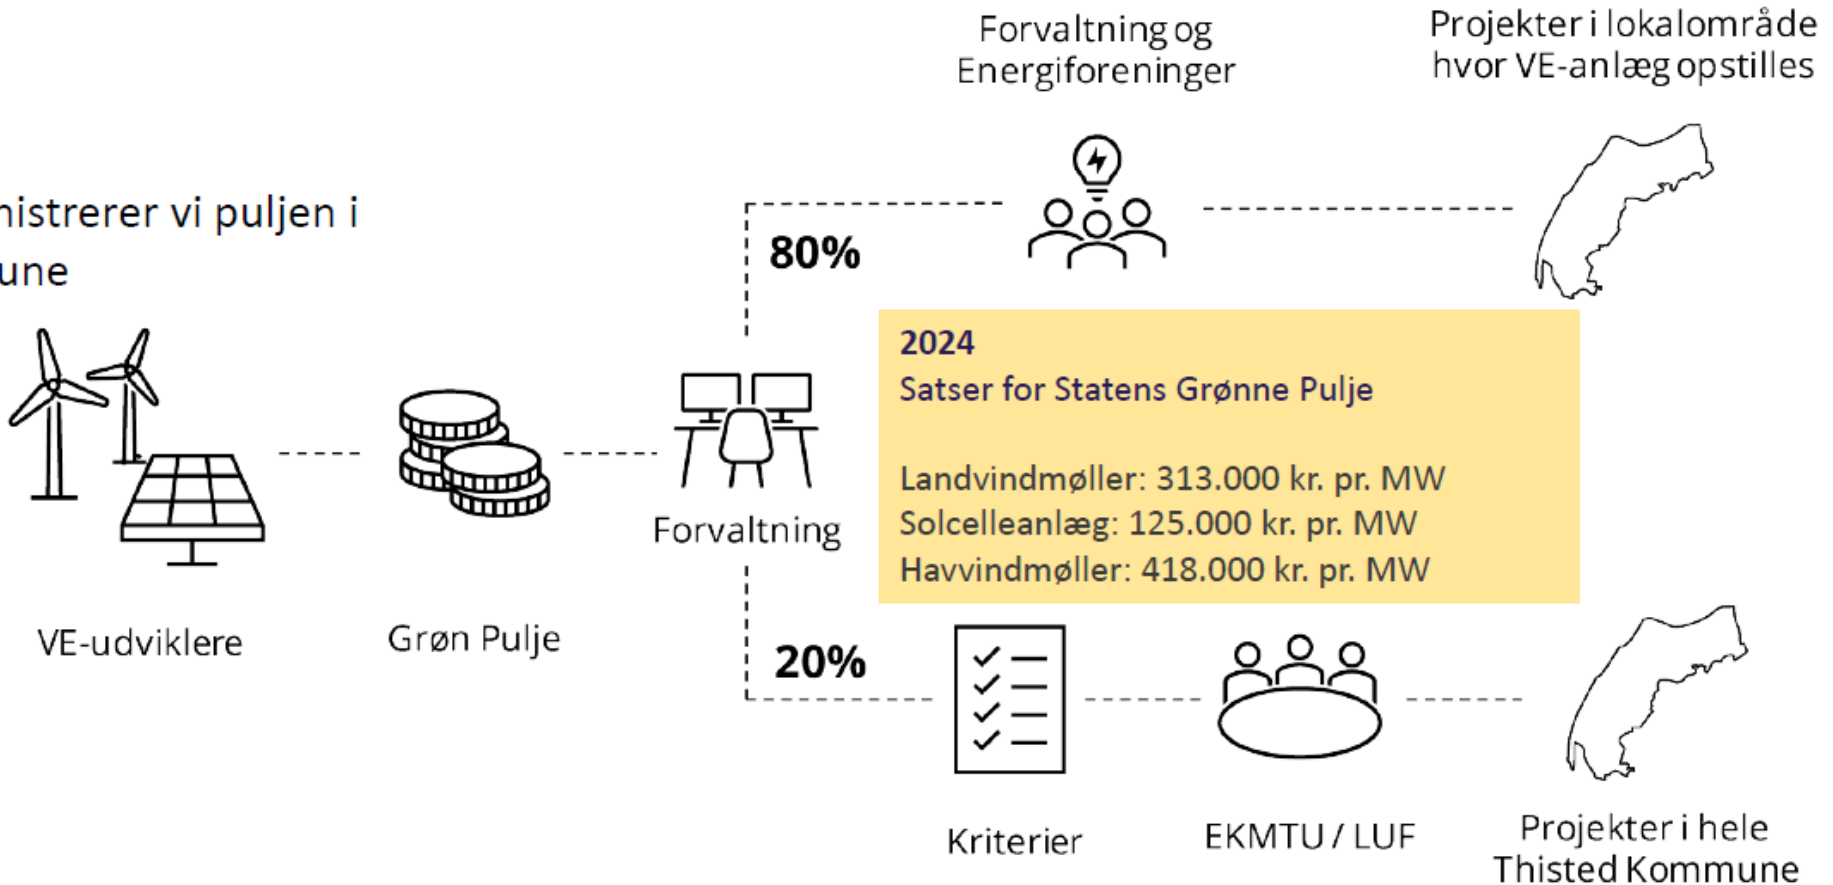 Forvaltning og
Energiforeninger
Projekter i lokalområde
hvor VE-anlæg opstilles
nistrerer vi puljen i
une
80%
2024
Satser for Statens Grønne Pulje
Landvindmøller: 313.000 kr. pr. MW
Solcelleanlæg: 125.000 kr. pr. MW
Havvindmøller: 418.000 kr. pr. MW
Forvaltning
VE-udviklere
Grøn Pulje
20%
Kriterier
EKMTU / LUF
Projekter i hele
Thisted Kommune